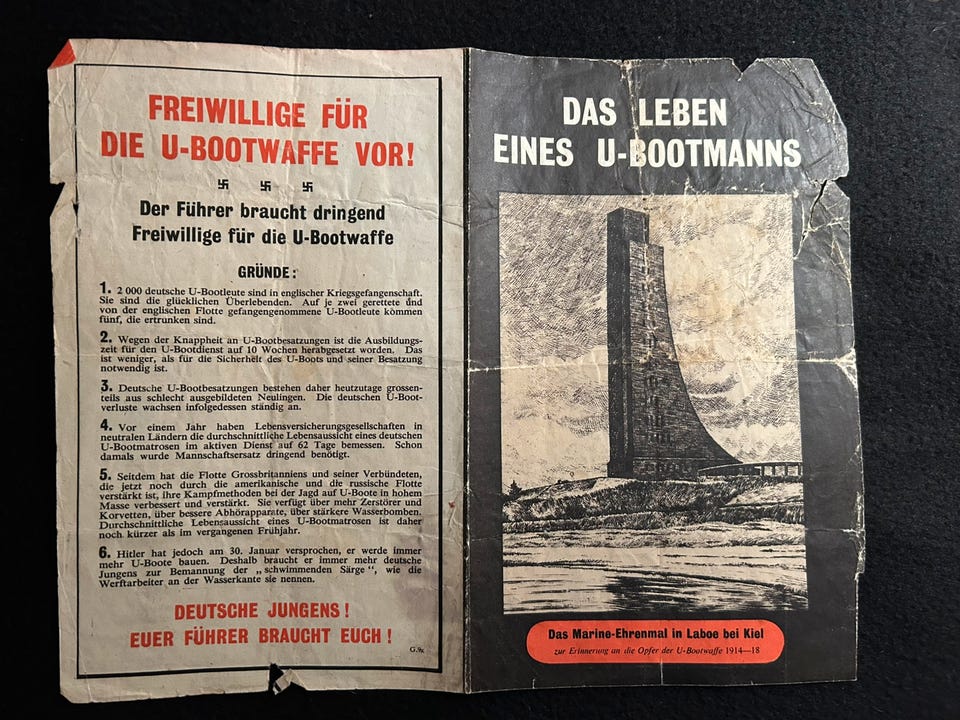 FREIWILLIGE FÜR
DIE U-BOOTWAFFE VOR!
卐 卐 卐
Der Führer braucht dringend
Freiwillige für die U-Bootwaffe
GRÜNDE:
1. 2 000 deutsche U-Bootleute sind in englischer Kriegsgefangenschaft.
Sie sind die glücklichen Überlebenden. Auf je zwei gerettete und
von der englischen Flotte gefangengenommene U-Bootleute kommen
fünf, die ertrunken sind.
2. Wegen der Knappheit an U-Bootbesatzungen ist die Ausbildungs-
zeit für den U-Bootdienst auf 10 Wochen herabgesetzt worden. Das
ist weniger, als für die Sicherheit des U-Boots und seiner Besatzung
notwendig ist.
3. Deutsche U-Bootbesatzungen bestehen daher heutzutage grossen-
teils aus schlecht ausgebildeten Neulingen. Die deutschen U-Boot-
verluste wachsen infolgedessen ständig an.
4. Vor einem Jahr haben Lebensversicherungsgesellschaften in
neutralen Ländern die durchschnittliche Lebensaussicht eines deutschen
U-Bootmatrosen im aktiven Dienst auf 62 Tage bemessen. Schon
damals wurde Mannschaftsersatz dringend benötigt.
5. Seitdem hat die Flotte Grossbritanniens und seiner Verbündeten,
die jetzt noch durch die amerikanische und die russische Flotte
verstärkt ist, ihre Kampfmethoden bei der Jagd auf U-Boote in hohem
Masse verbessert und verstärkt. Sie verfügt über mehr Zerstörer und
Korvetten, über bessere Abhörapparate, über stärkere Wasserbomben.
Durchschnittliche Lebensaussicht eines U-Bootmatrosen ist daher
noch kürzer als im vergangenen Frühjahr.
6. Hitler hat jedoch am 30. Januar versprochen, er werde immer
mehr U-Boote bauen. Deshalb braucht er immer mehr deutsche
Jungens zur Bemannung der „schwimmenden Särge“, wie die
Werftarbeiter an der Wasserkante sie nennen.
DEUTSCHE JUNGENS!
EUER FÜHRER BRAUCHT EUCH!
G.9z
DAS LEBEN
EINES U-BOOTMANNS
Das Marine-Ehrenmal in Laboe bei Kiel
zur Erinnerung an die Opfer der U-Bootwaffe 1914—18